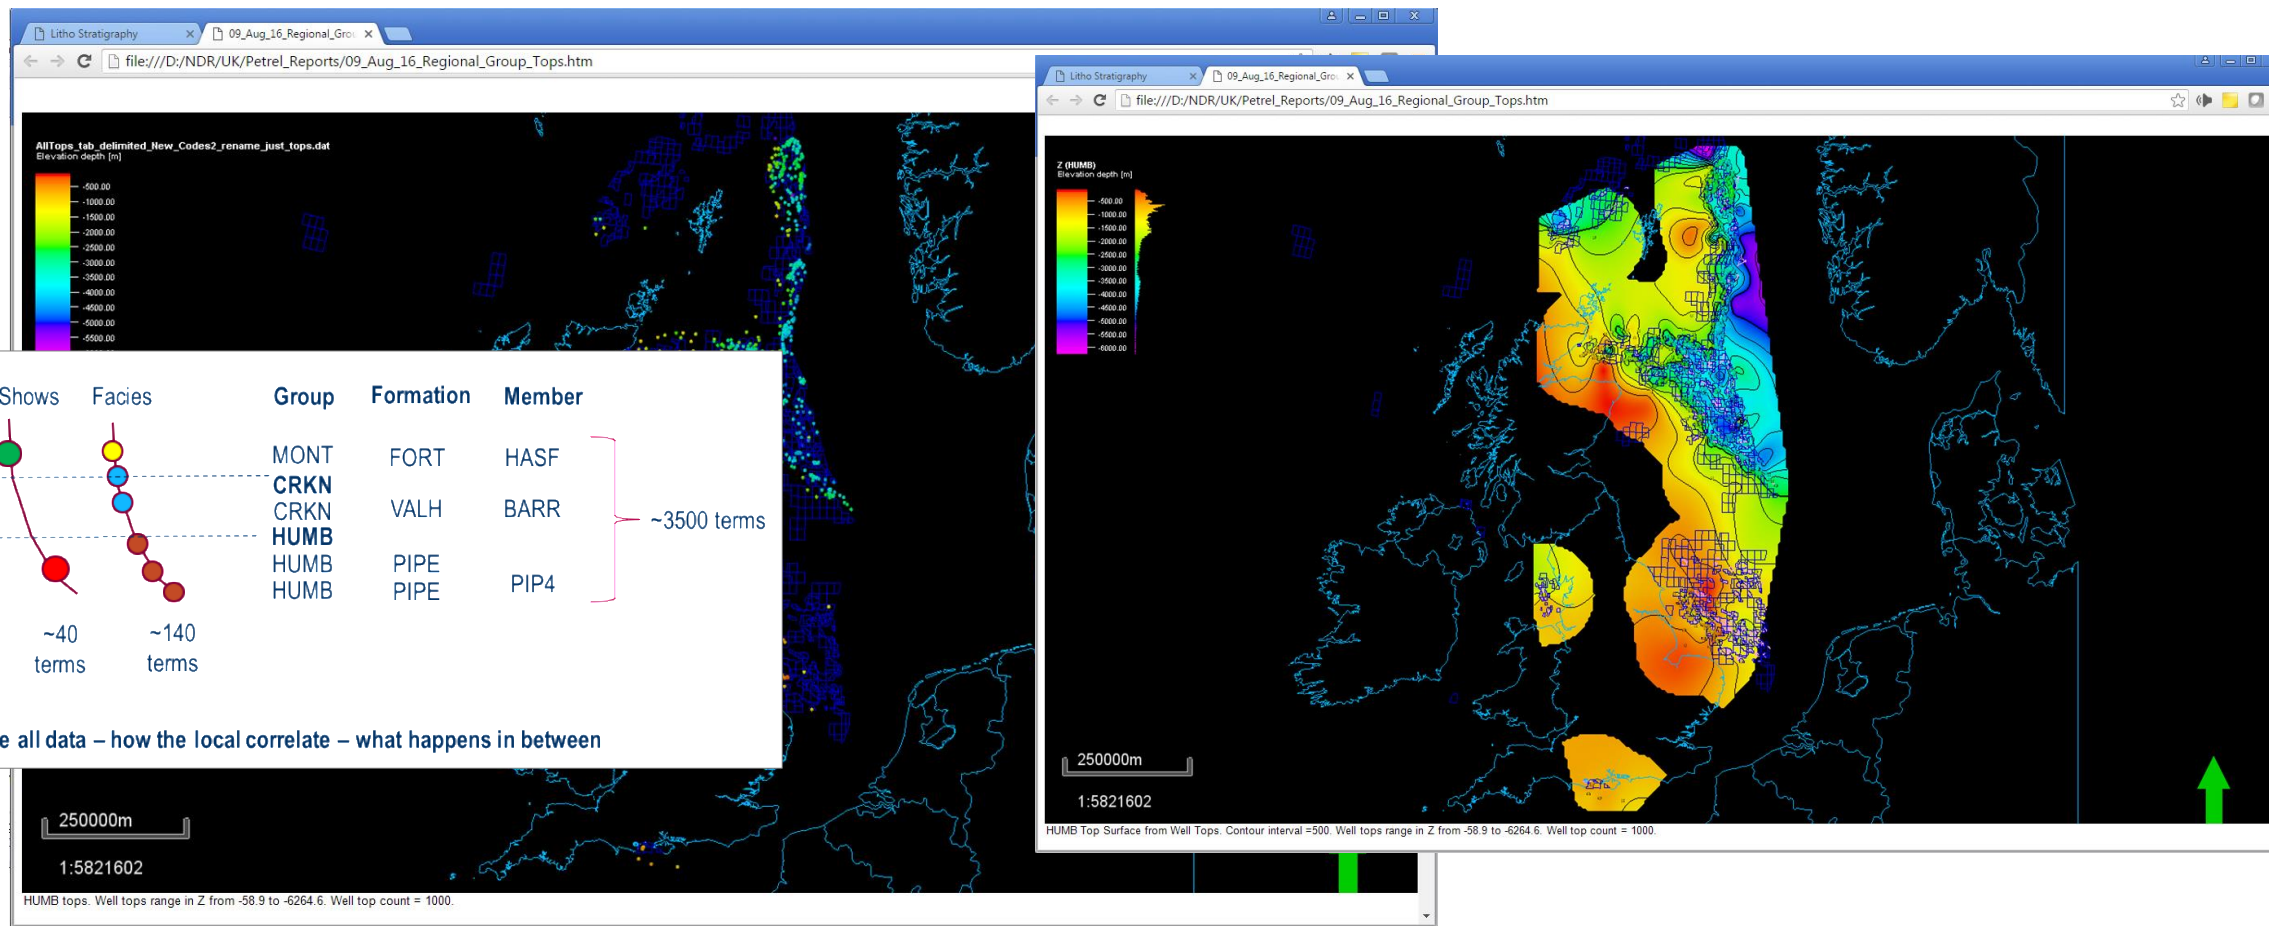 Litho Stratigraphy
09_Aug_16_Regional_Gro
file:///D:/NDR/UK/Petrel_Reports/09_Aug_16_Regional_Group_Tops.htm
AllTops_tab_delimited_New_Codes2_rename_just_tops.dat
Elevation depth [m]
-500.00
-1000.00
-1500.00
-2000.00
-2500.00
-3000.00
-3500.00
-4000.00
-4500.00
-5000.00
-5500.00
Shows Facies Group Formation Member
MONT FORT HASF
CRKN
CRKN VALH BARR
~3500 terms
HUMB
HUMB PIPE
HUMB PIPE PIP4
~40 terms
~140 terms
e all data – how the local correlate – what happens in between
250000m
1:5821602
HUMB tops. Well tops range in Z from -58.9 to -6264.6. Well top count = 1000.
Litho Stratigraphy
09_Aug_16_Regional_Gro
file:///D:/NDR/UK/Petrel_Reports/09_Aug_16_Regional_Group_Tops.htm
Z (HUMB)
Elevation depth [m]
-500.00
-1000.00
-1500.00
-2000.00
-2500.00
-3000.00
-3500.00
-4000.00
-4500.00
-5000.00
-5500.00
-6000.00
250000m
1:5821602
HUMB Top Surface from Well Tops. Contour interval =500. Well tops range in Z from -58.9 to -6264.6. Well top count = 1000.